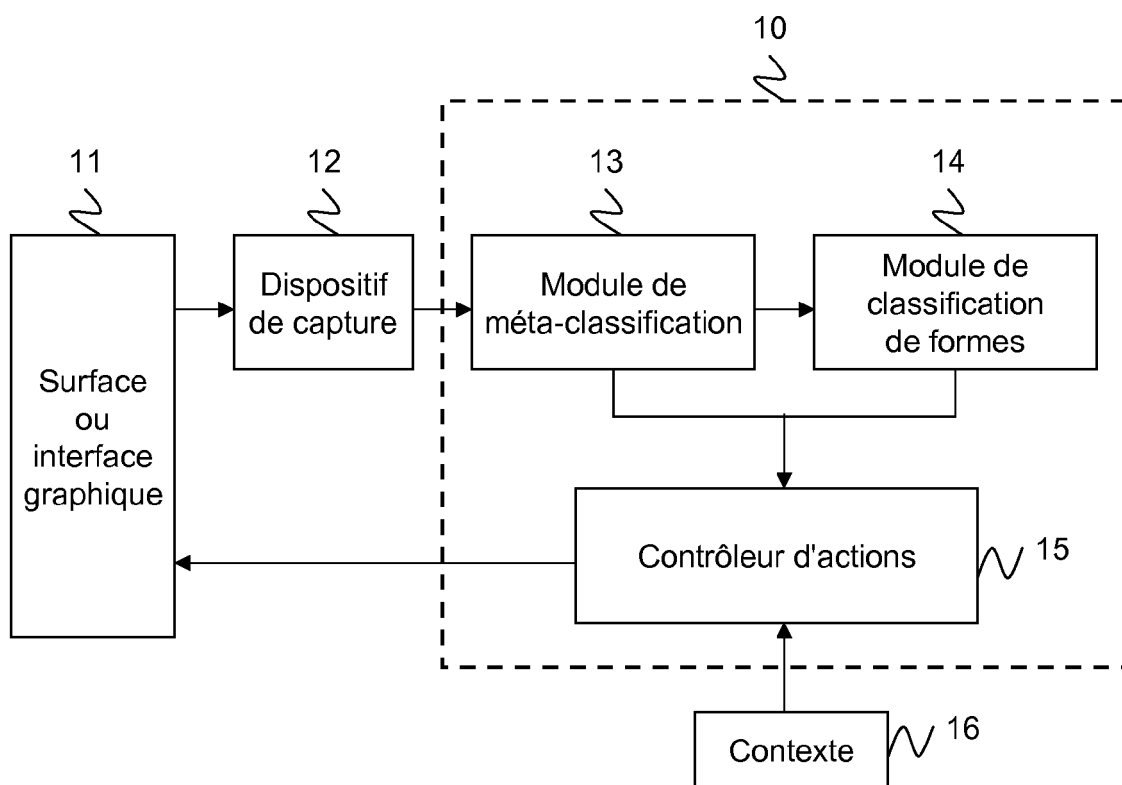 10
11
12
13
14
Dispositif
de capture
Module de
méta-classification
Module de
classification
de formes
Surface
ou
interface
graphique
Contrôleur d'actions
15
Contexte
16